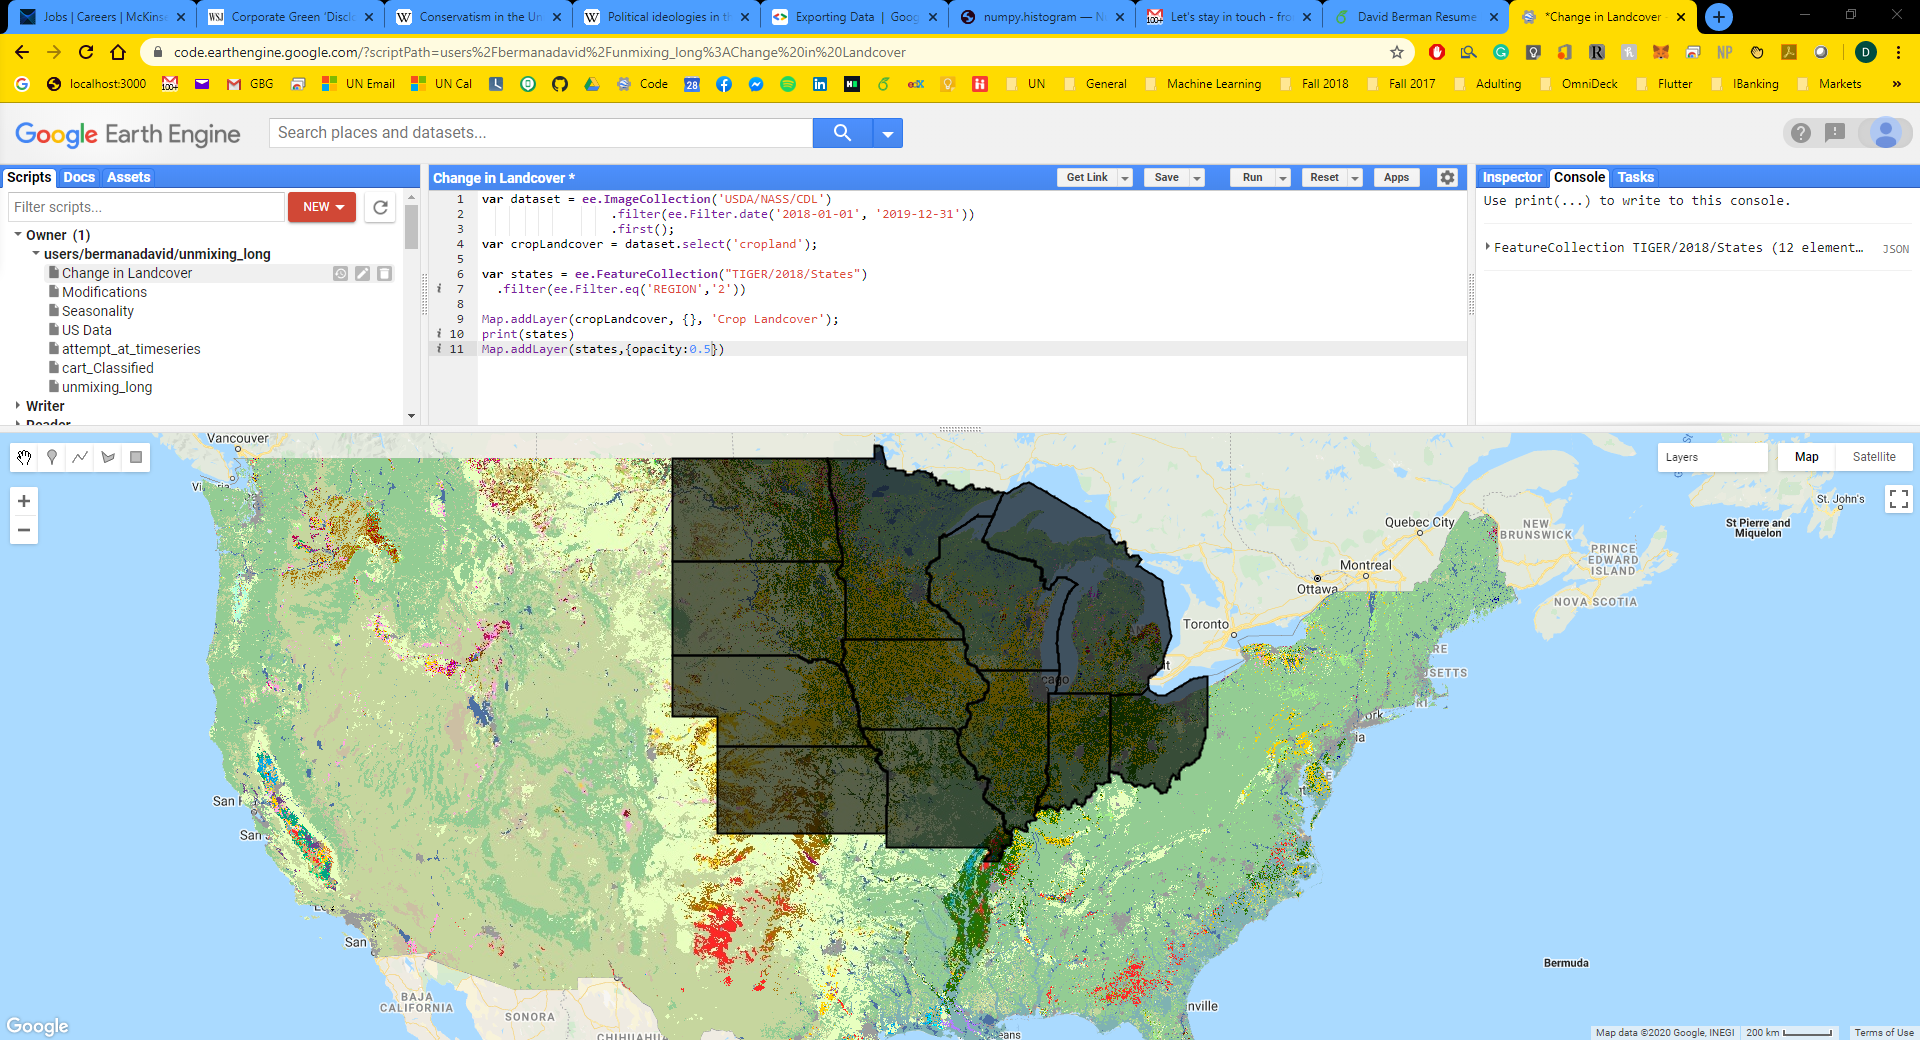 Jobs | Careers | McKins
Corporate Green 'Discl
Conservatism in the Un
Political ideologies in th
Exporting Data | Goog
numpy.histogram — N
Let's stay in touch - fro
David Berman Resume
*Change in Landcover
code.earthengine.google.com/?scriptPath=users%2Fbermanadavid%2Funmixing_long%3AChange%20in%20Landcover
localhost:3000
GBG
UN Email
UN Cal
Code
UN
General
Machine Learning
Fall 2018
Fall 2017
Adulting
OmniDeck
Flutter
IBanking
Markets
»
Google Earth Engine
Search places and datasets...
Scripts Docs Assets
Filter scripts...
NEW
Owner (1)
users/bermanadavid/unmixing_long
Change in Landcover
Modifications
Seasonality
US Data
attempt_at_timeseries
cart_Classified
unmixing_long
Writer
Reader
Change in Landcover *
Get Link
Save
Run
Reset
Apps
1 var dataset = ee.ImageCollection('USDA/NASS/CDL')
2 .filter(ee.Filter.date('2018-01-01', '2019-12-31'))
3 .first();
4 var cropLandcover = dataset.select('cropland');
5
6 var states = ee.FeatureCollection("TIGER/2018/States")
i 7 .filter(ee.Filter.eq('REGION','2'))
8
9 Map.addLayer(cropLandcover, {}, 'Crop Landcover');
i 10 print(states)
i 11 Map.addLayer(states,{opacity:0.5})
Inspector Console Tasks
Use print(...) to write to this console.
FeatureCollection TIGER/2018/States (12 element…
JSON
Layers
Map
Satellite
Vancouver
St. John's
Quebec City
NEW
BRUNSWICK
St Pierre and
Miquelon
PRINCE
EDWARD
ISLAND
Montreal
Ottawa
NOVA SCOTIA
Toronto
cago
San
San
Bermuda
BAJA
CALIFORNIA
SONORA
CHIHUAHUA
nville
eans
Google
Map data ©2020 Google, INEGI
200 km
Terms of Use